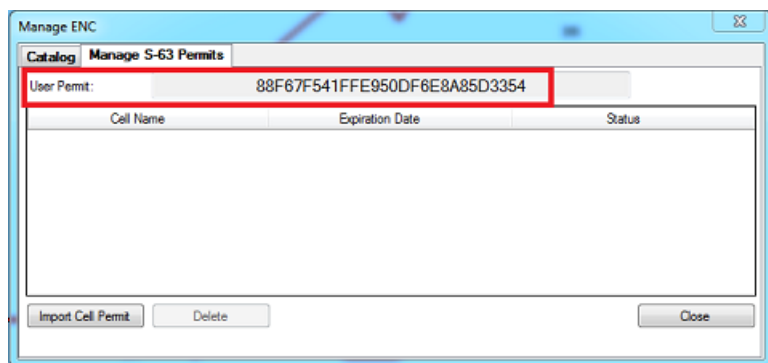 Manage ENC
Catalog Manage S-63 Permits
User Permit: 88F67F541FFE950DF6E8A85D3354
Cell Name Expiration Date Status
Import Cell Permit Delete Close